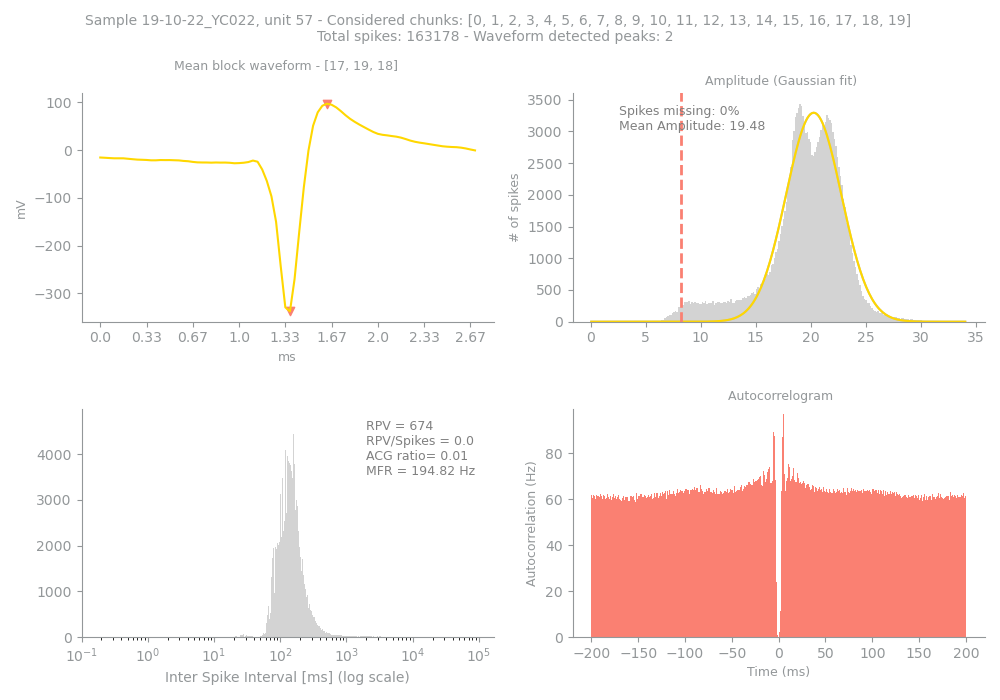 Sample 19-10-22_YC022, unit 57 - Considered chunks: [0, 1, 2, 3, 4, 5, 6, 7, 8, 9, 10, 11, 12, 13, 14, 15, 16, 17, 18, 19]
Total spikes: 163178 - Waveform detected peaks: 2
Mean block waveform - [17, 19, 18]
100
0
−100
−200
−300
mV
0.0 0.33 0.67 1.0 1.33 1.67 2.0 2.33 2.67
ms
Amplitude (Gaussian fit)
Spikes missing: 0%
Mean Amplitude: 19.48
3500
3000
2500
2000
1500
1000
500
0
# of spikes
0 5 10 15 20 25 30 35
RPV = 674
RPV/Spikes = 0.0
ACG ratio= 0.01
MFR = 194.82 Hz
4000
3000
2000
1000
0
10⁻¹ 10⁰ 10¹ 10² 10³ 10⁴ 10⁵
Inter Spike Interval [ms] (log scale)
Autocorrelogram
80
60
40
20
0
Autocorrelation (Hz)
−200 −150 −100 −50 0 50 100 150 200
Time (ms)